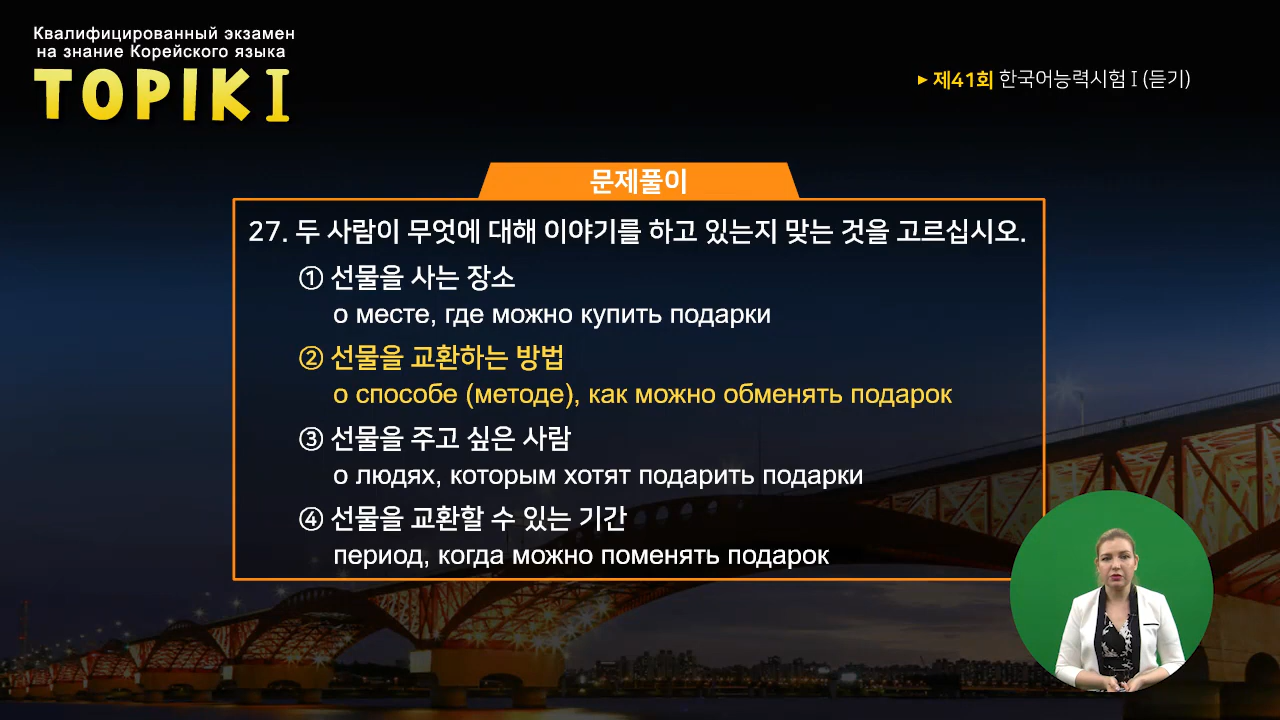 Квалифицированный экзамен
на знание Корейского языка
TOPIK I
▶ 제41회 한국어능력시험 I (듣기)
문제풀이
27. 두 사람이 무엇에 대해 이야기를 하고 있는지 맞는 것을 고르십시오.
① 선물을 사는 장소
о месте, где можно купить подарки
② 선물을 교환하는 방법
о способе (методе), как можно обменять подарок
③ 선물을 주고 싶은 사람
о людях, которым хотят подарить подарки
④ 선물을 교환할 수 있는 기간
период, когда можно поменять подарок